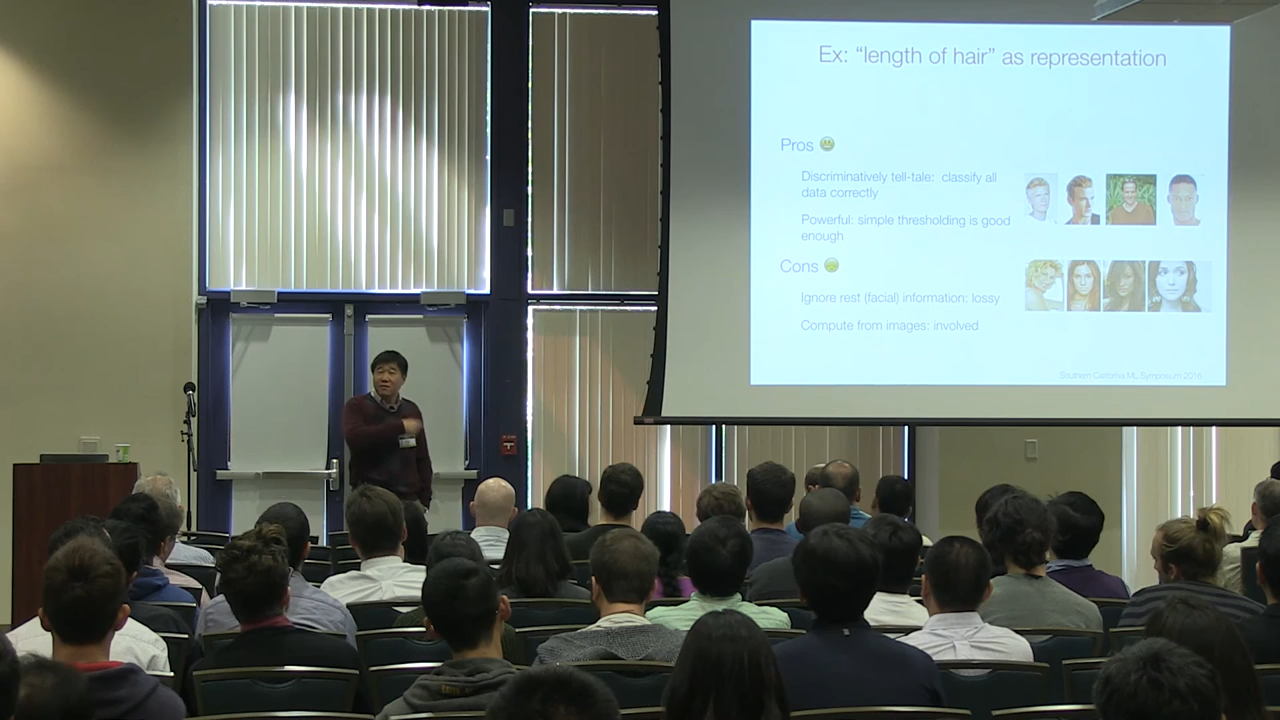 Ex: “length of hair” as representation
Pros
Discriminatively tell-tale: classify all
data correctly
Powerful: simple thresholding is good
enough
Cons
Ignore rest (facial) information: lossy
Compute from images: involved
Southern California ML Symposium 2016